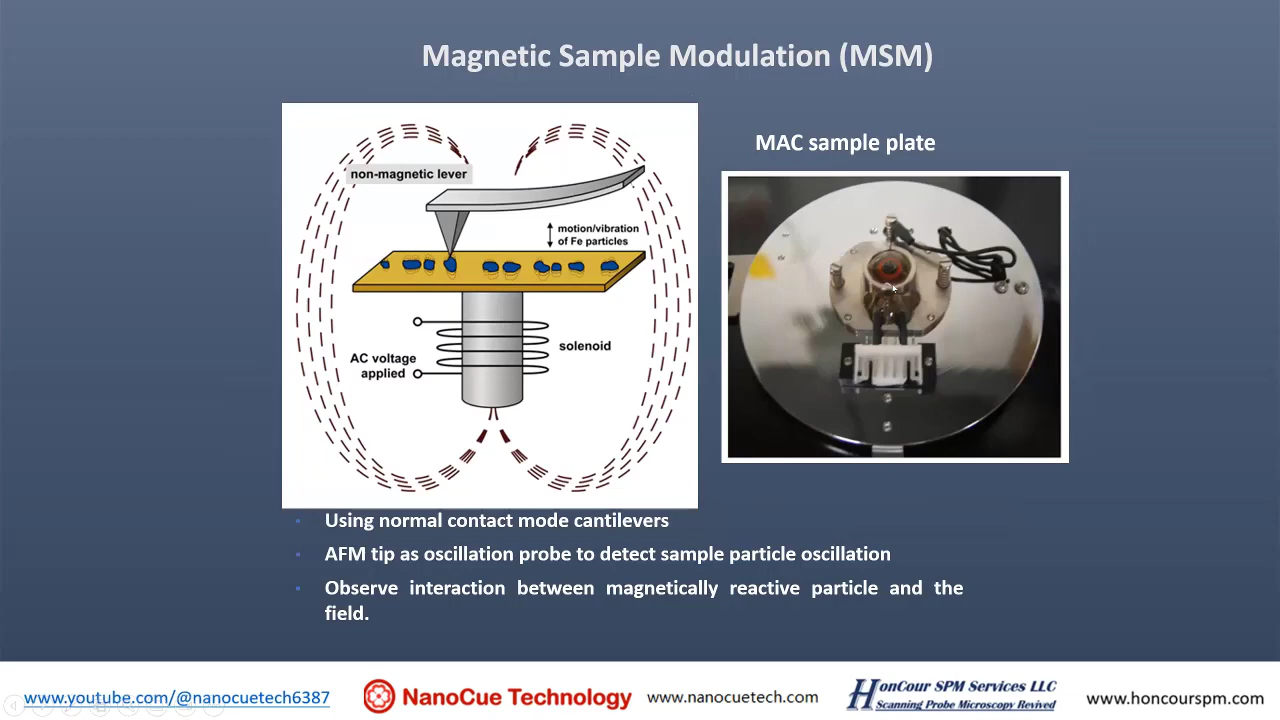 Magnetic Sample Modulation (MSM)
non-magnetic lever
motion/vibration
of Fe particles
solenoid
AC voltage
applied
MAC sample plate
Using normal contact mode cantilevers
AFM tip as oscillation probe to detect sample particle oscillation
Observe interaction between magnetically reactive particle and the
field.
www.youtube.com/@nanocuetech6387
NanoCue Technology
www.nanocuetech.com
HonCour SPM Services LLC
Scanning Probe Microscopy Revived
www.honcourspm.com